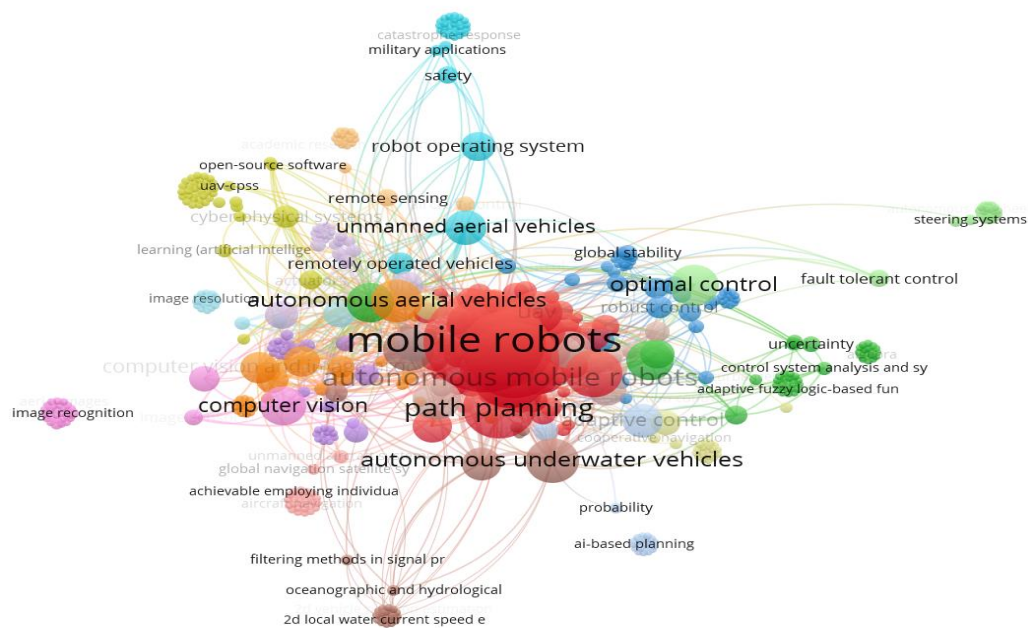 catastrophe response
military applications
safety
robot operating system
open-source software
uav-cpss
remote sensing
cyber-physical systems
steering systems
unmanned aerial vehicles
learning (artificial intellige
global stability
remotely operated vehicles
fault tolerant control
optimal control
image resolution
autonomous aerial vehicles
robust control
uav
mobile robots
uncertainty
computer vision and
control system analysis and sy
autonomous mobile robots
adaptive fuzzy logic-based fun
computer vision
path planning
image recognition
adaptive control
cooperative navigation
autonomous underwater vehicles
global navigation satellite sy
achievable employing individua
aircraft navigation
probability
ai-based planning
filtering methods in signal pr
oceanographic and hydrological
2d local water current speed e